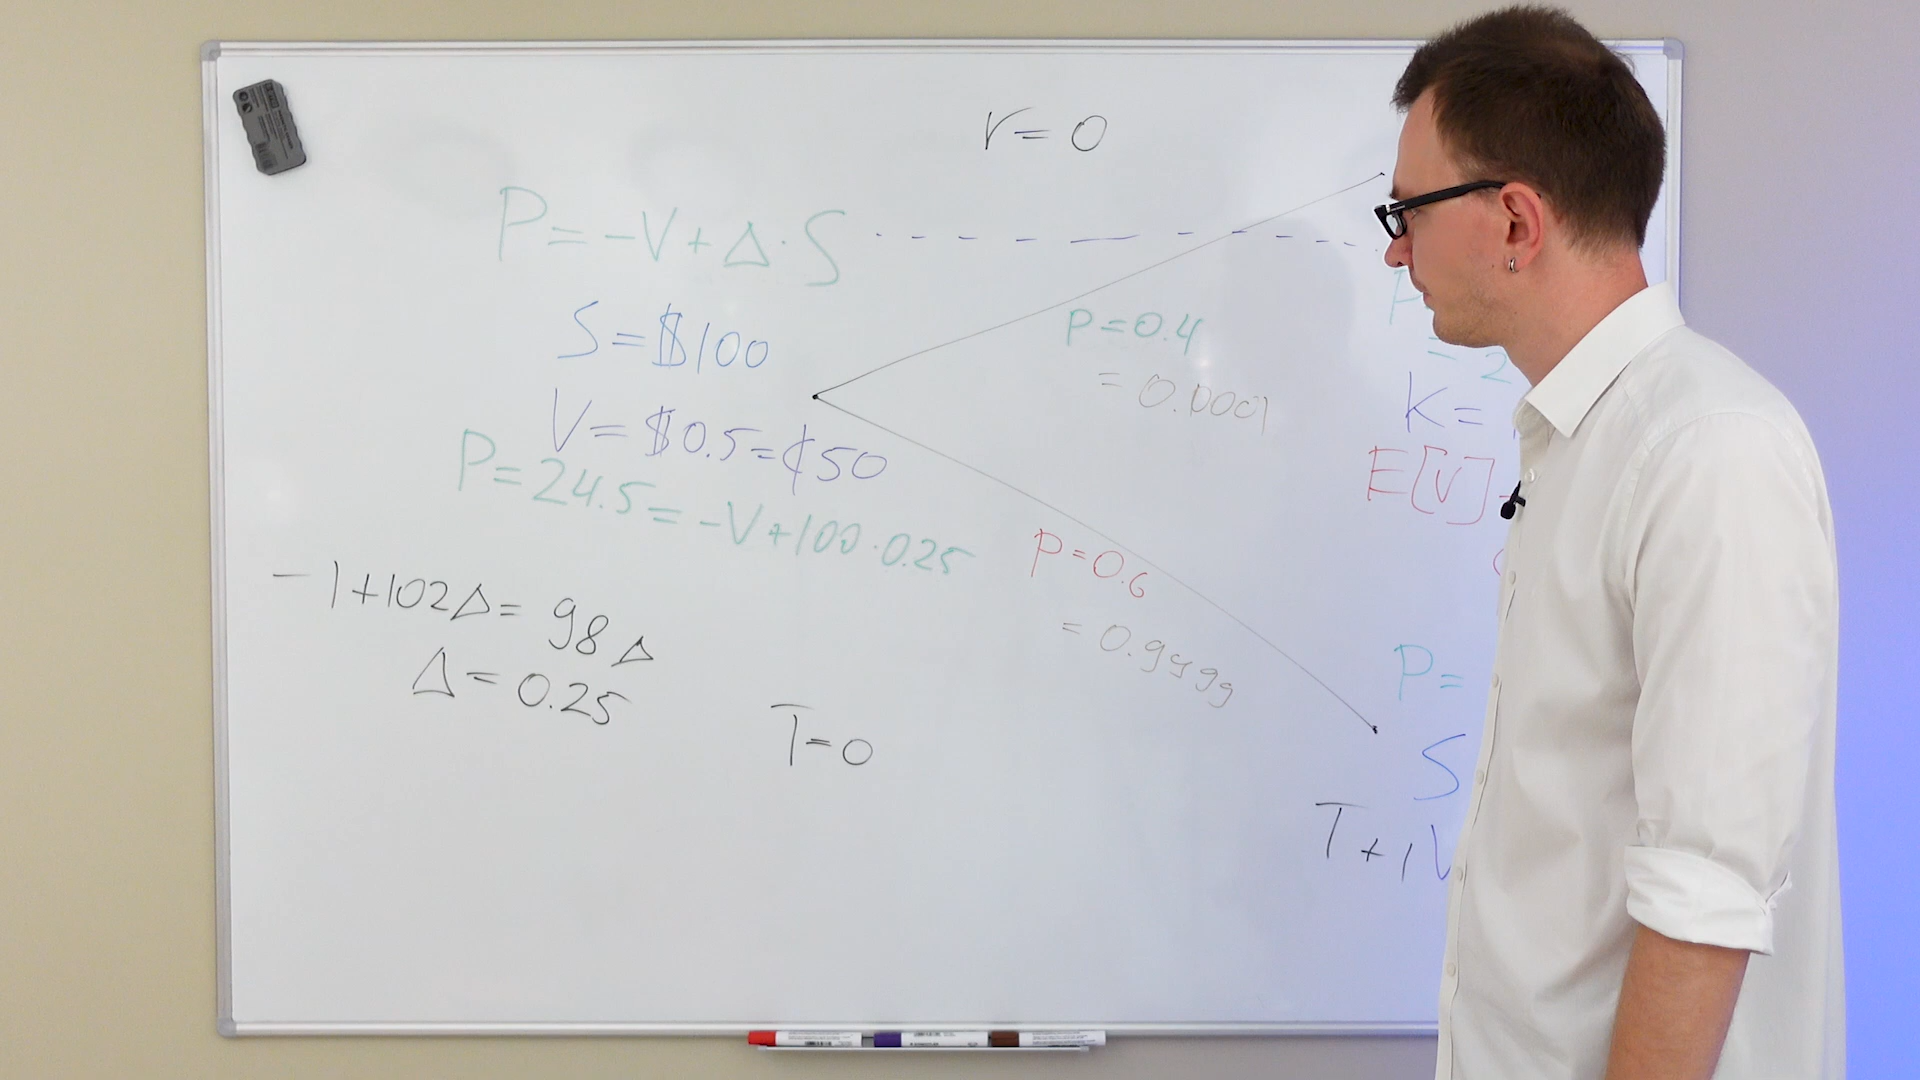 r = 0
P = -V + Δ · S
S = $100
V = $0.5 = ¢50
P = 24.5 = -V + 100 · 0.25
-1 + 102Δ = 98Δ
Δ = 0.25
T = 0
P = 0.4
= 0.0001
P = 0.6
= 0.9999
P
= 2
K =
E[V]
P =
S
T+1 V